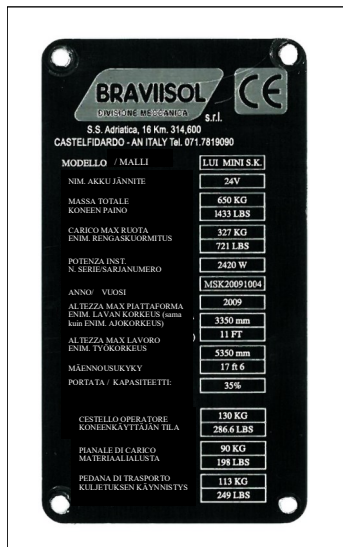 BRAVIISOL
DIVISIONE MECCANICA
s.r.l.
CE
S.S. Adriatica, 16 Km. 314,600
CASTELFIDARDO - AN ITALY Tel. 071.7819090
MODELLO / MALLI LUI MINI S.K.
NIM. AKKU JÄNNITE 24V
MASSA TOTALE 650 KG
KONEEN PAINO 1433 LBS
CARICO MAX RUOTA 327 KG
ENIM. RENGASKUORMITUS 721 LBS
POTENZA INST. 2420 W
N. SERIE/SARJANUMERO MSK20091004
ANNO/ VUOSI 2009
ALTEZZA MAX PIATTAFORMA
ENIM. LAVAN KORKEUS (sama 3350 mm
kuin ENIM. AJOKORKEUS) 11 FT
ALTEZZA MAX LAVORO
ENIM. TYÖKORKEUS 5350 mm
17 ft 6
MÄENNOUSUKYKY
PORTATA / KAPASITEETTI: 35%
CESTELLO OPERATORE 130 KG
KONEENKÄYTTÄJÄN TILA 286.6 LBS
PIANALE DI CARICO 90 KG
MATERIAALIALUSTA 198 LBS
PEDANA DI TRASPORTO 113 KG
KULJETUKSEN KÄYNNISTYS 249 LBS